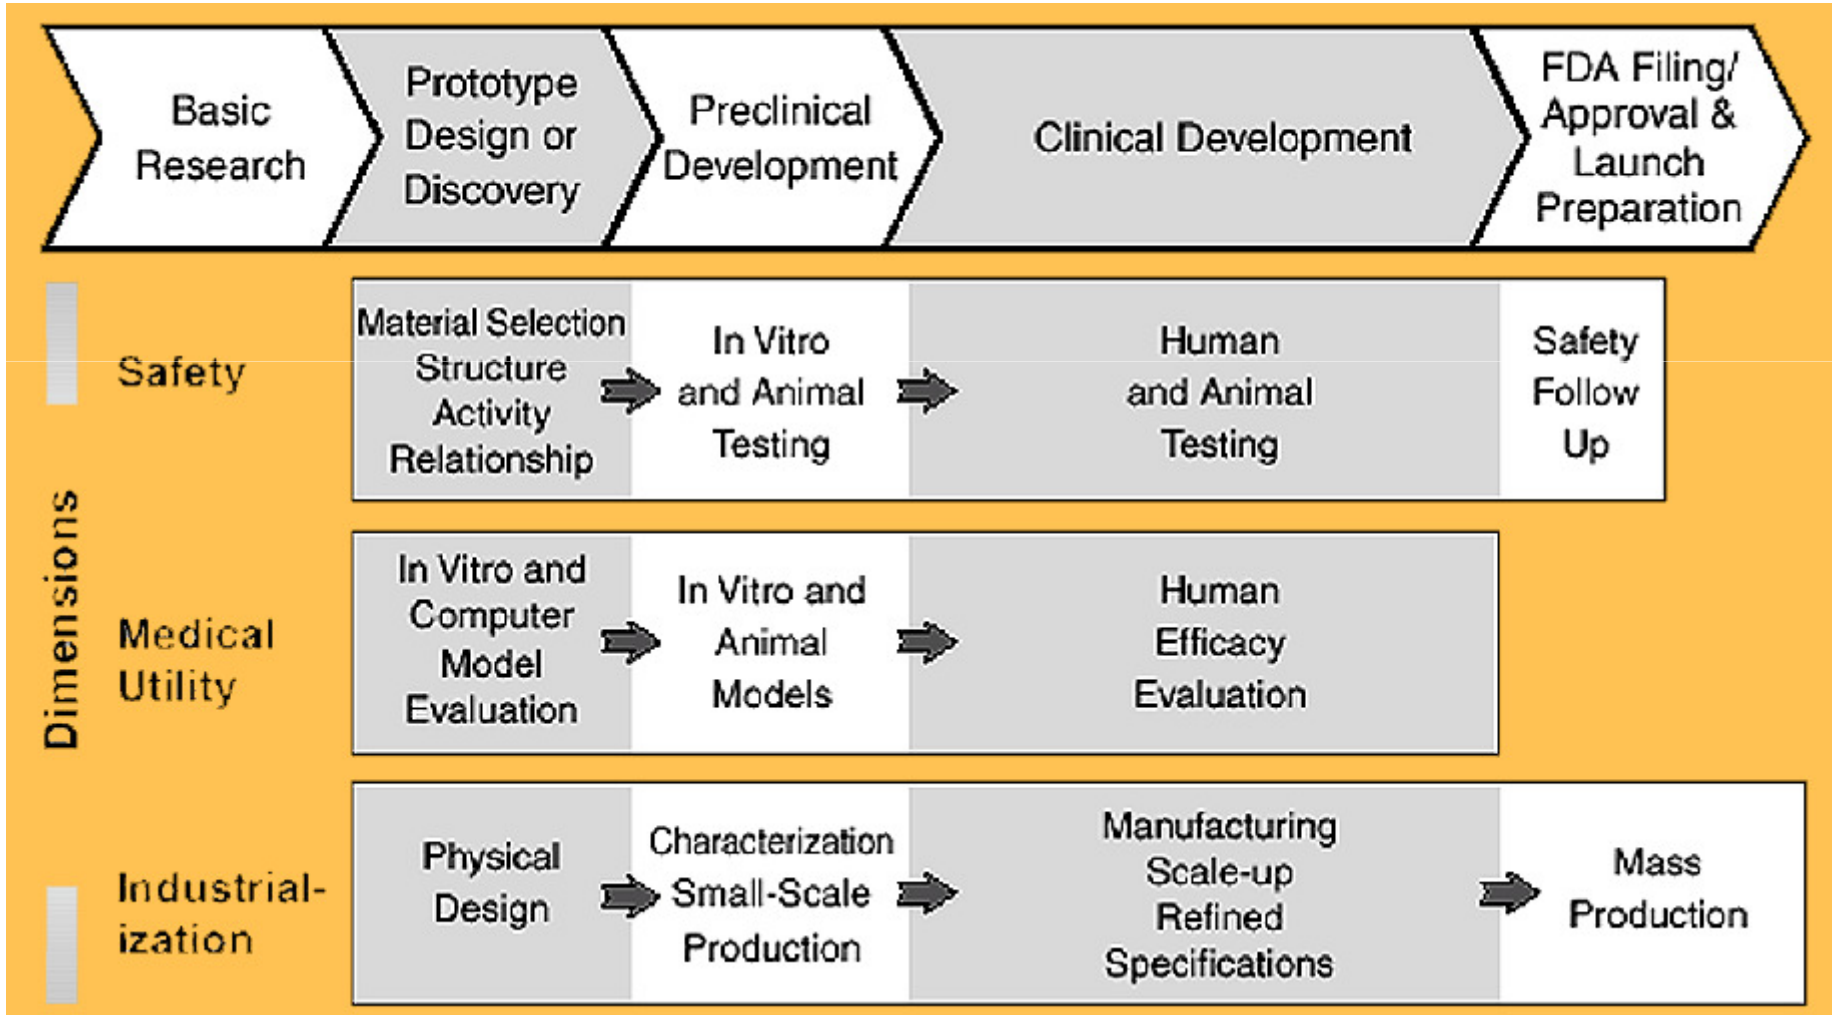 Basic
Research
Prototype
Design or
Discovery
Preclinical
Development
Clinical Development
FDA Filing/
Approval &
Launch
Preparation
Dimensions
Safety
Material Selection
Structure
Activity
Relationship
In Vitro
and Animal
Testing
Human
and Animal
Testing
Safety
Follow
Up
Medical
Utility
In Vitro and
Computer
Model
Evaluation
In Vitro and
Animal
Models
Human
Efficacy
Evaluation
Industrial-
ization
Physical
Design
Characterization
Small-Scale
Production
Manufacturing
Scale-up
Refined
Specifications
Mass
Production